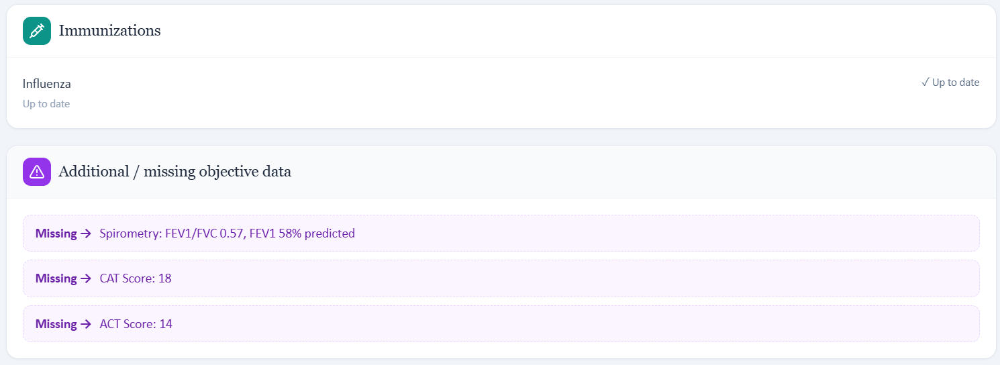 Immunizations
Influenza
✓ Up to date
Up to date
Additional / missing objective data
Missing → Spirometry: FEV1/FVC 0.57, FEV1 58% predicted
Missing → CAT Score: 18
Missing → ACT Score: 14